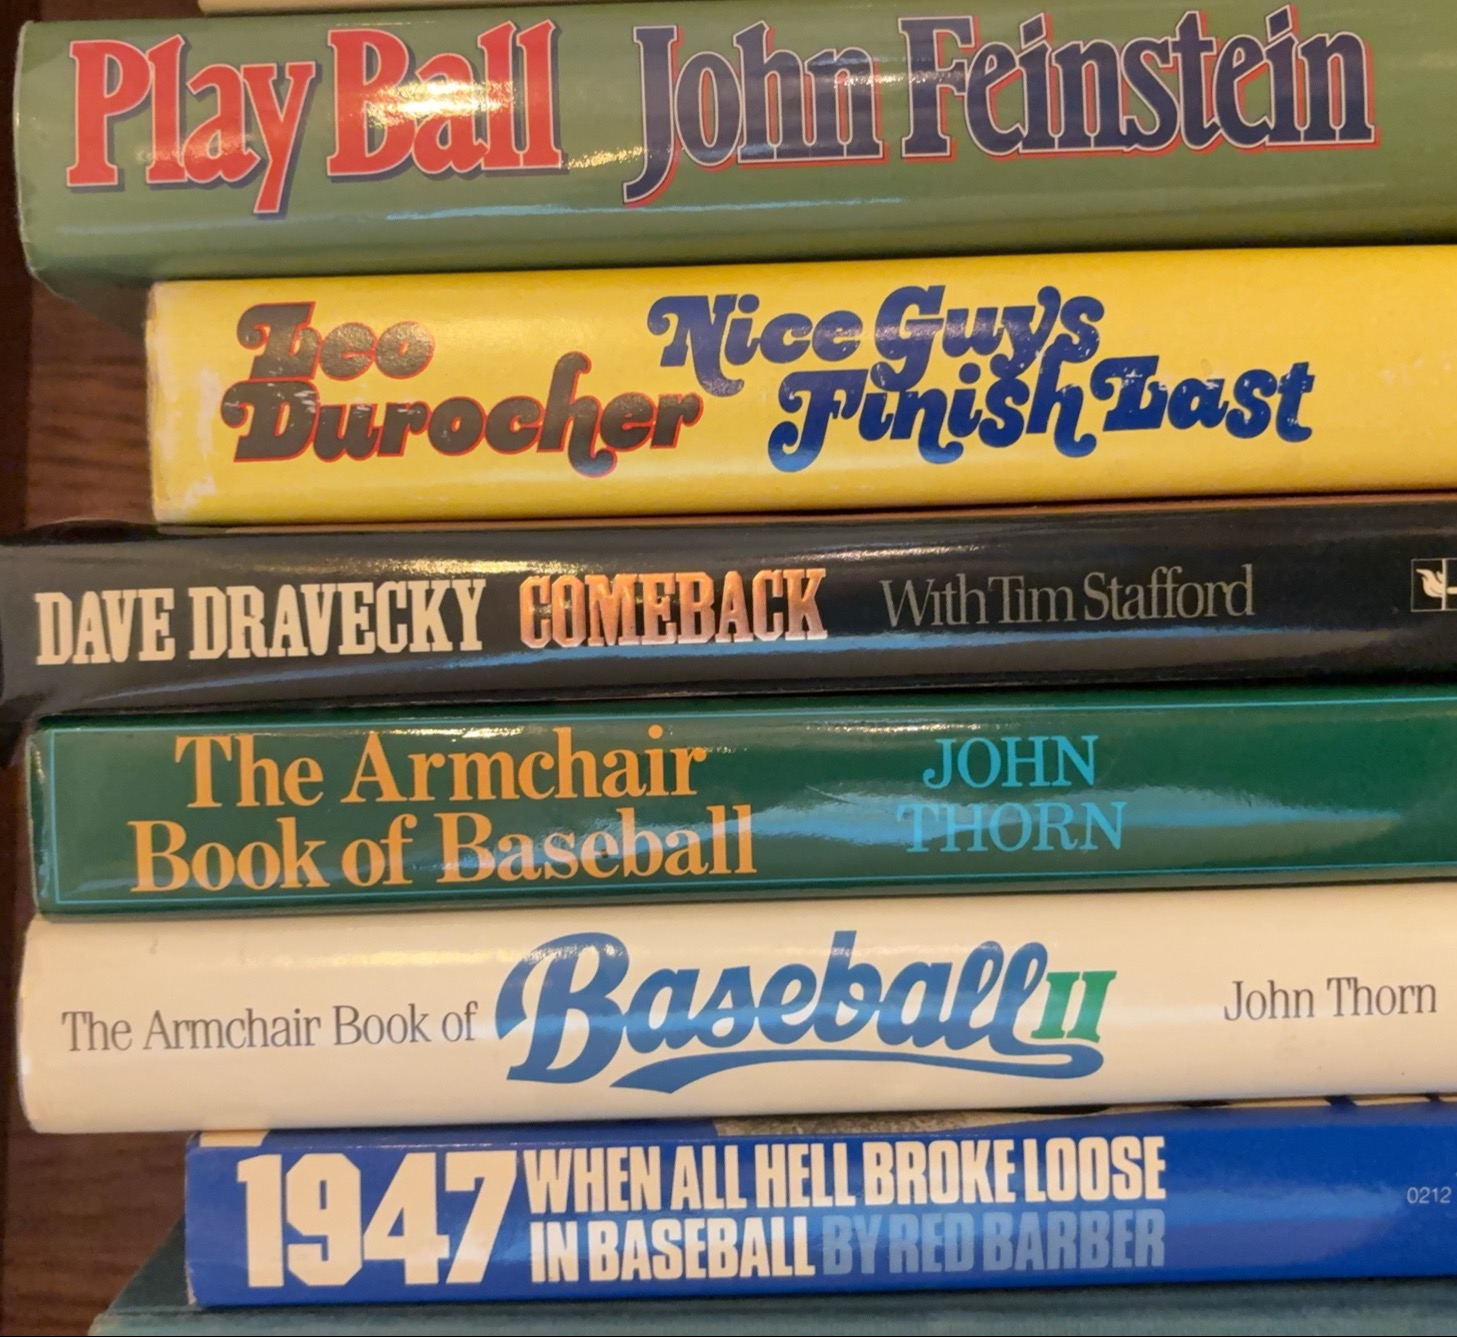 Play Ball John Feinstein
Leo
Durocher
Nice Guys
Finish Last
DAVE DRAVECKY COMEBACK With Tim Stafford
The Armchair
Book of Baseball
JOHN
THORN
The Armchair Book of Baseball II John Thorn
1947 WHEN ALL HELL BROKE LOOSE
IN BASEBALL BY RED BARBER
0212